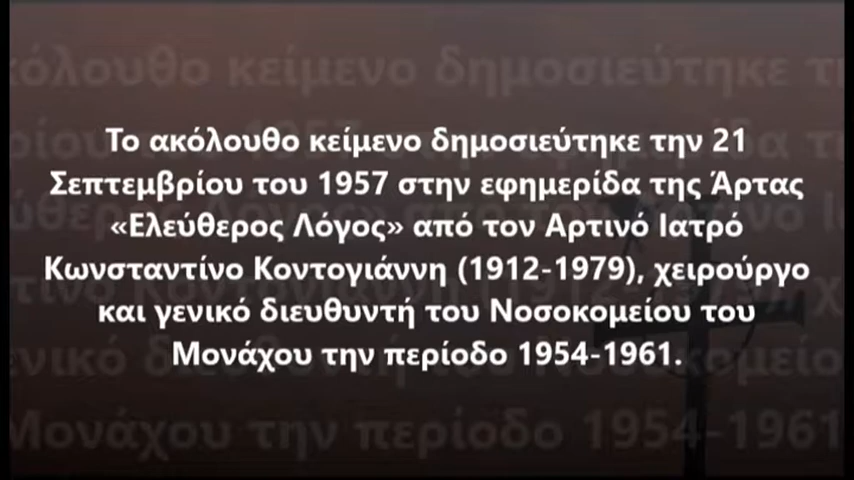 Το ακόλουθο κείμενο δημοσιεύτηκε την 21
Σεπτεμβρίου του 1957 στην εφημερίδα της Άρτας
«Ελεύθερος Λόγος» από τον Αρτινό Ιατρό
Κωνσταντίνο Κοντογιάννη (1912-1979), χειρούργο
και γενικό διευθυντή του Νοσοκομείου του
Μονάχου την περίοδο 1954-1961.